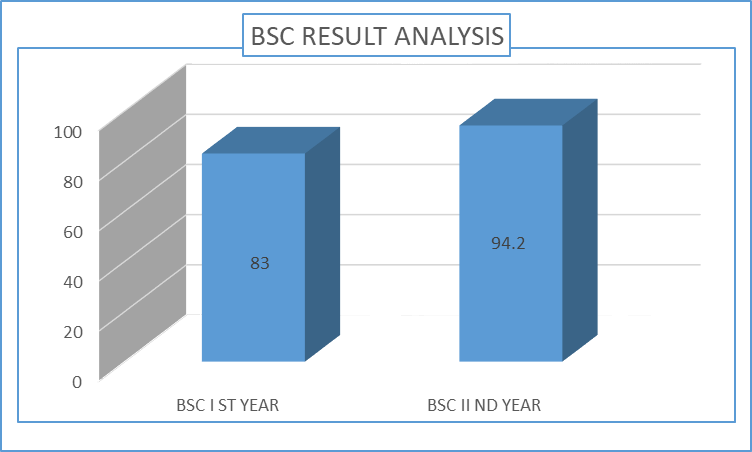 BSC RESULT ANALYSIS
100
80
60
40
20
0
83
94.2
BSC I ST YEAR
BSC II ND YEAR